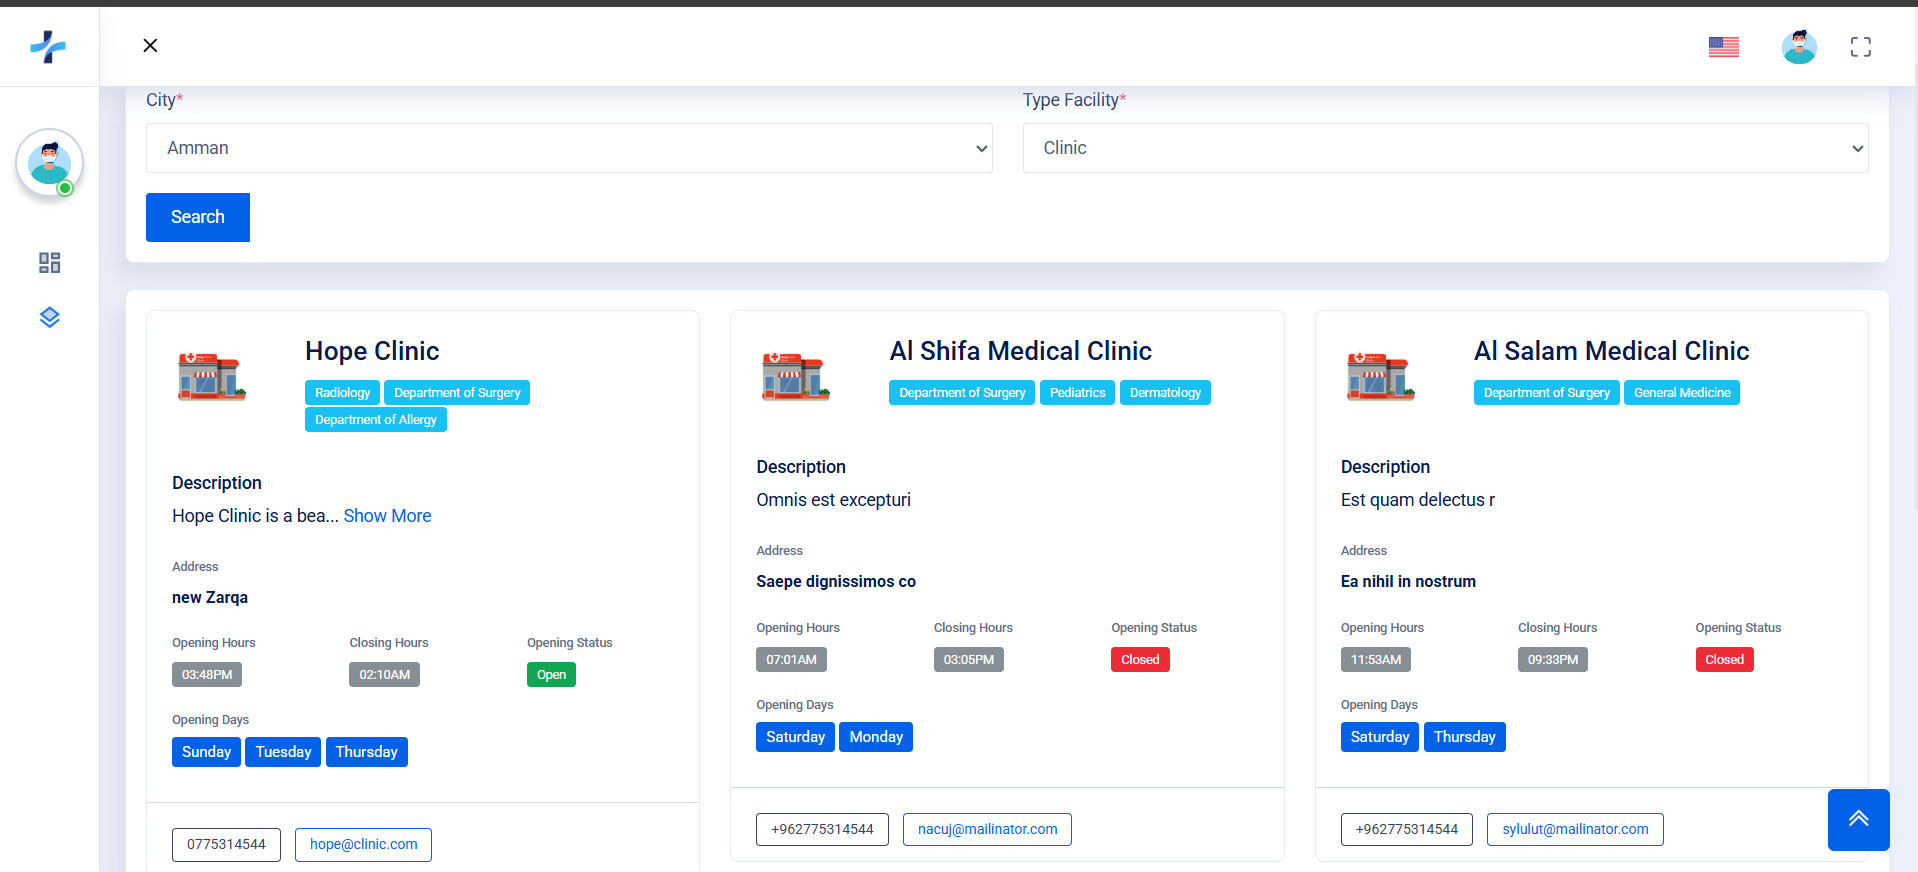 City*
Type Facility*
Amman
Clinic
Search
Hope Clinic
Radiology
Department of Surgery
Department of Allergy
Description
Hope Clinic is a bea... Show More
Address
new Zarqa
Opening Hours
Closing Hours
Opening Status
03:48PM
02:10AM
Open
Opening Days
Sunday
Tuesday
Thursday
0775314544
hope@clinic.com
Al Shifa Medical Clinic
Department of Surgery
Pediatrics
Dermatology
Description
Omnis est excepturi
Address
Saepe dignissimos co
Opening Hours
Closing Hours
Opening Status
07:01AM
03:05PM
Closed
Opening Days
Saturday
Monday
+962775314544
nacuj@mailinator.com
Al Salam Medical Clinic
Department of Surgery
General Medicine
Description
Est quam delectus r
Address
Ea nihil in nostrum
Opening Hours
Closing Hours
Opening Status
11:53AM
09:33PM
Closed
Opening Days
Saturday
Thursday
+962775314544
sylulut@mailinator.com